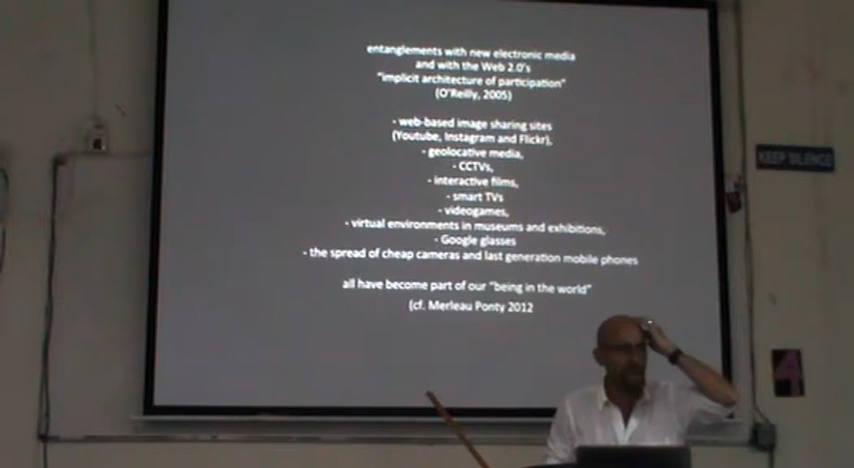 entanglements with new electronic media
and with the Web 2.0's
"implicit architecture of participation"
(O'Reilly, 2005)
- web-based image sharing sites
(Youtube, Instagram and Flickr),
- geolocative media,
- CCTVs,
- interactive films,
- smart TVs
- videogames,
- virtual environments in museums and exhibitions,
- Google glasses
- the spread of cheap cameras and last generation mobile phones
all have become part of our "being in the world"
(cf. Merleau Ponty 2012
KEEP SILENCE
4